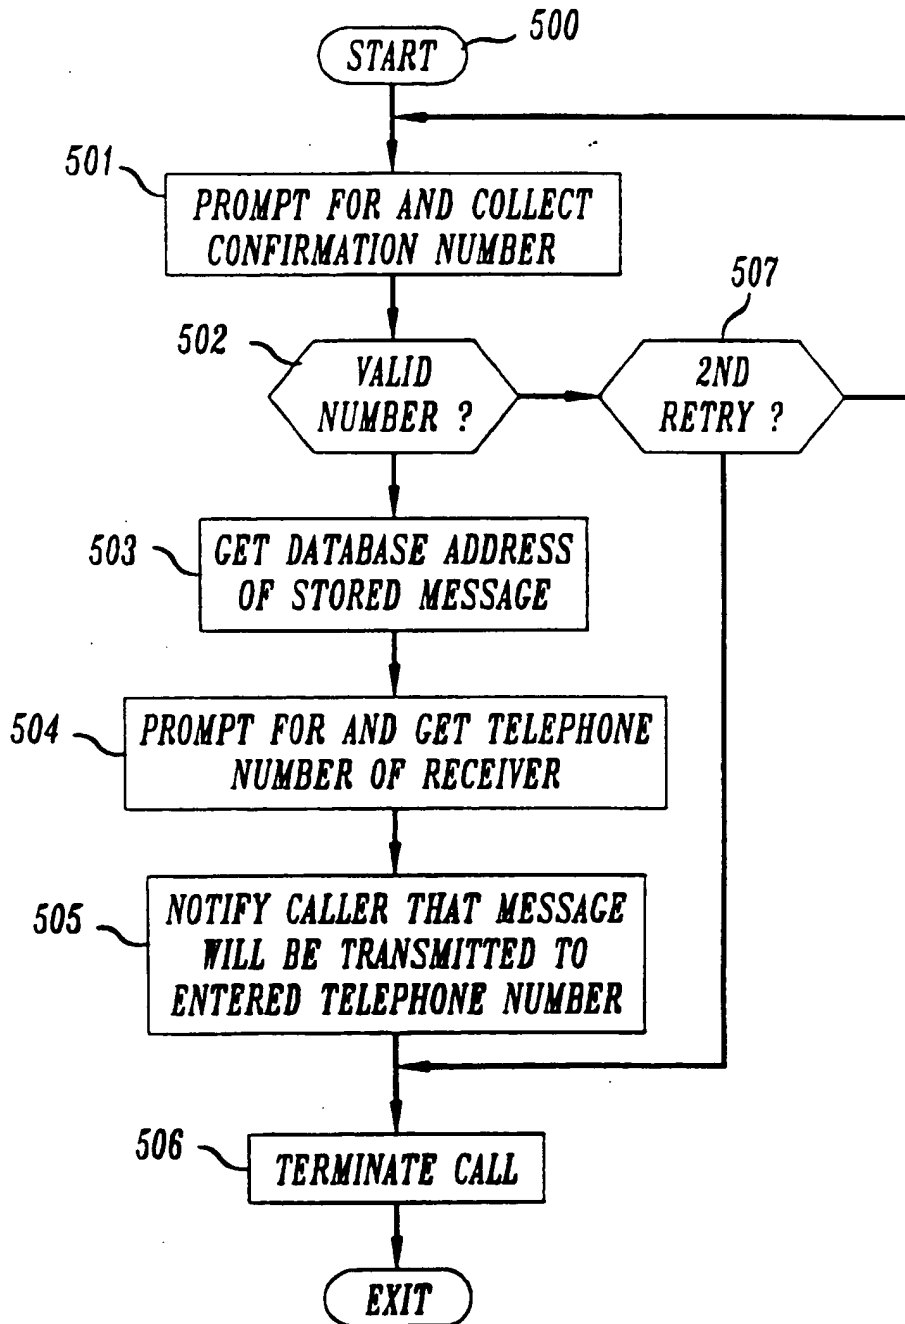 500
START
501
PROMPT FOR AND COLLECT
CONFIRMATION NUMBER
507
502
VALID
NUMBER ?
2ND
RETRY ?
503
GET DATABASE ADDRESS
OF STORED MESSAGE
504
PROMPT FOR AND GET TELEPHONE
NUMBER OF RECEIVER
505
NOTIFY CALLER THAT MESSAGE
WILL BE TRANSMITTED TO
ENTERED TELEPHONE NUMBER
506
TERMINATE CALL
EXIT